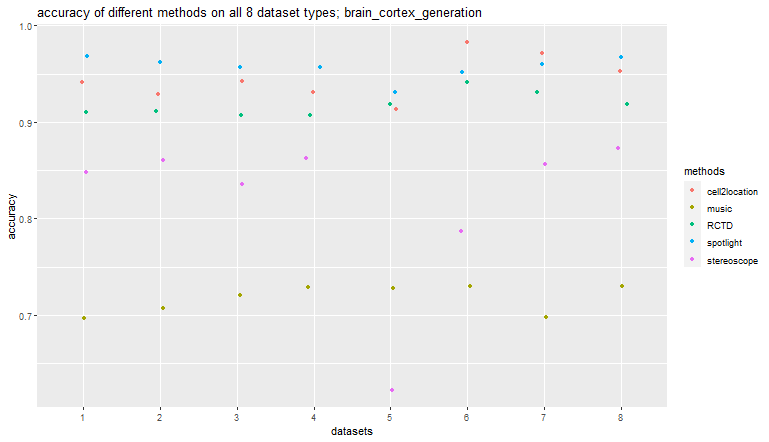 accuracy of different methods on all 8 dataset types; brain_cortex_generation
1.0
0.9
0.8
0.7
accuracy
1 2 3 4 5 6 7 8
datasets
methods
cell2location
music
RCTD
spotlight
stereoscope